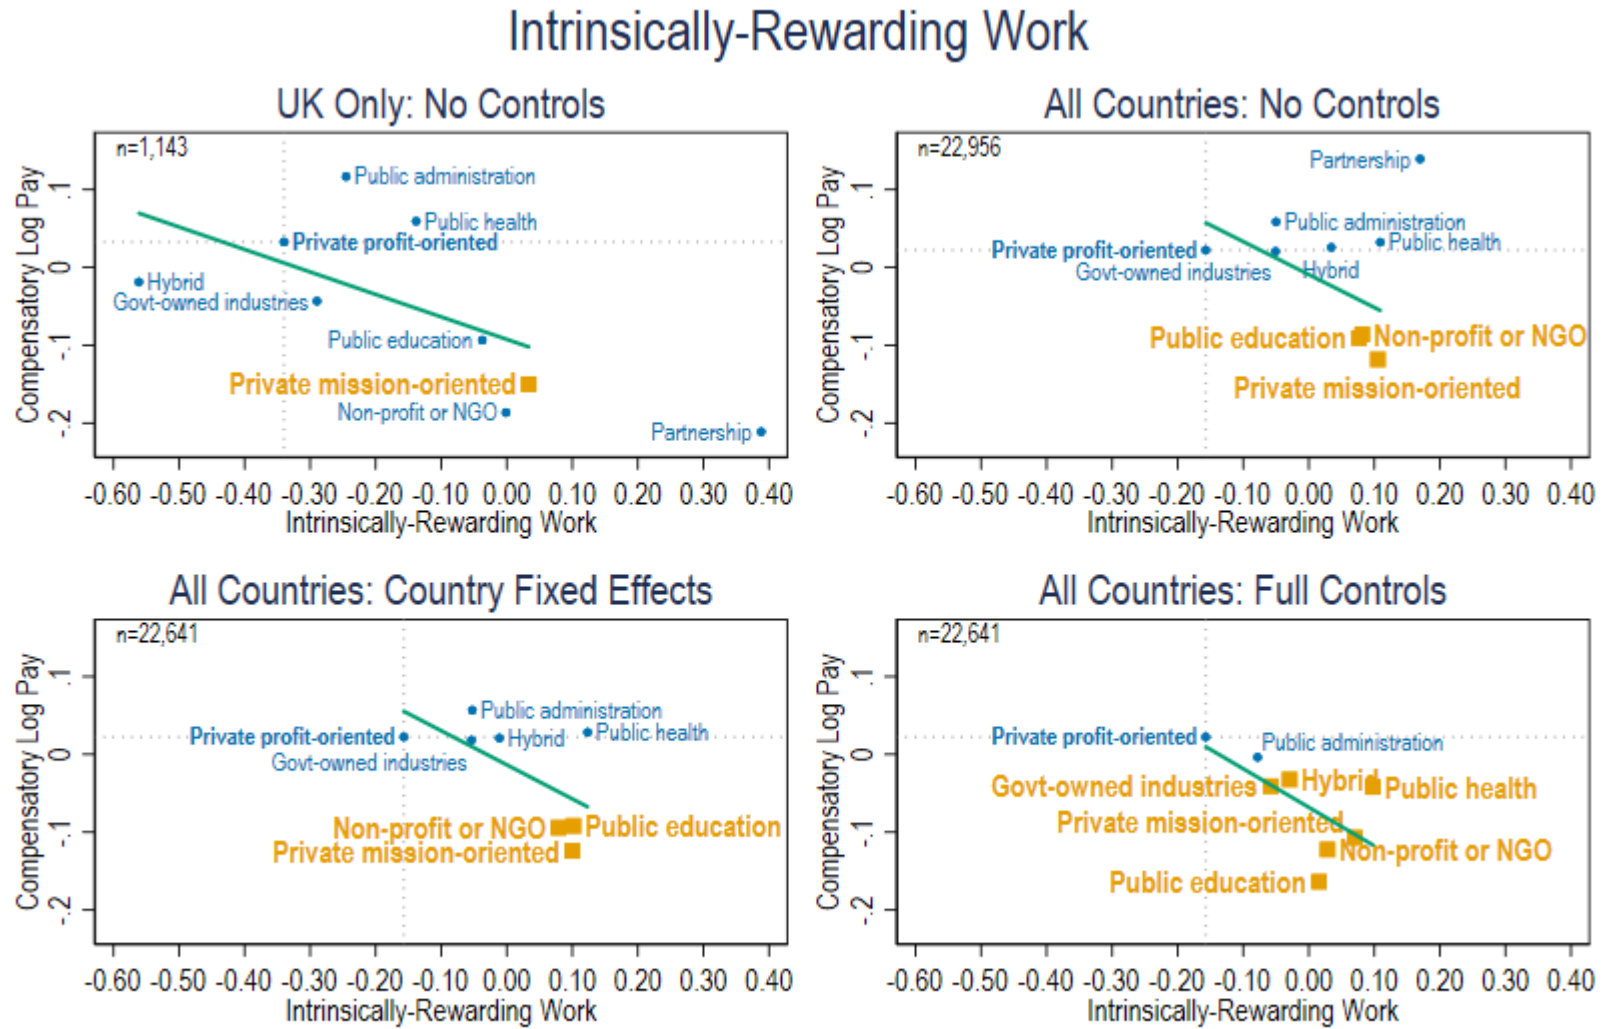 Intrinsically-Rewarding Work
UK Only: No Controls
n=1,143
Compensatory Log Pay
.1
0
-.1
-.2
Public administration
Public health
Private profit-oriented
Hybrid
Govt-owned industries
Public education
Private mission-oriented
Non-profit or NGO
Partnership
-0.60 -0.50 -0.40 -0.30 -0.20 -0.10 0.00 0.10 0.20 0.30 0.40
Intrinsically-Rewarding Work
All Countries: No Controls
n=22,956
Compensatory Log Pay
.1
0
-.1
-.2
Partnership
Public administration
Public health
Private profit-oriented
Govt-owned industries
Hybrid
Public education
Non-profit or NGO
Private mission-oriented
-0.60 -0.50 -0.40 -0.30 -0.20 -0.10 0.00 0.10 0.20 0.30 0.40
Intrinsically-Rewarding Work
All Countries: Country Fixed Effects
n=22,641
Compensatory Log Pay
.1
0
-.1
-.2
Public administration
Private profit-oriented
Hybrid
Public health
Govt-owned industries
Non-profit or NGO
Public education
Private mission-oriented
-0.60 -0.50 -0.40 -0.30 -0.20 -0.10 0.00 0.10 0.20 0.30 0.40
Intrinsically-Rewarding Work
All Countries: Full Controls
n=22,641
Compensatory Log Pay
.1
0
-.1
-.2
Private profit-oriented
Public administration
Govt-owned industries
Hybrid
Public health
Private mission-oriented
Non-profit or NGO
Public education
-0.60 -0.50 -0.40 -0.30 -0.20 -0.10 0.00 0.10 0.20 0.30 0.40
Intrinsically-Rewarding Work